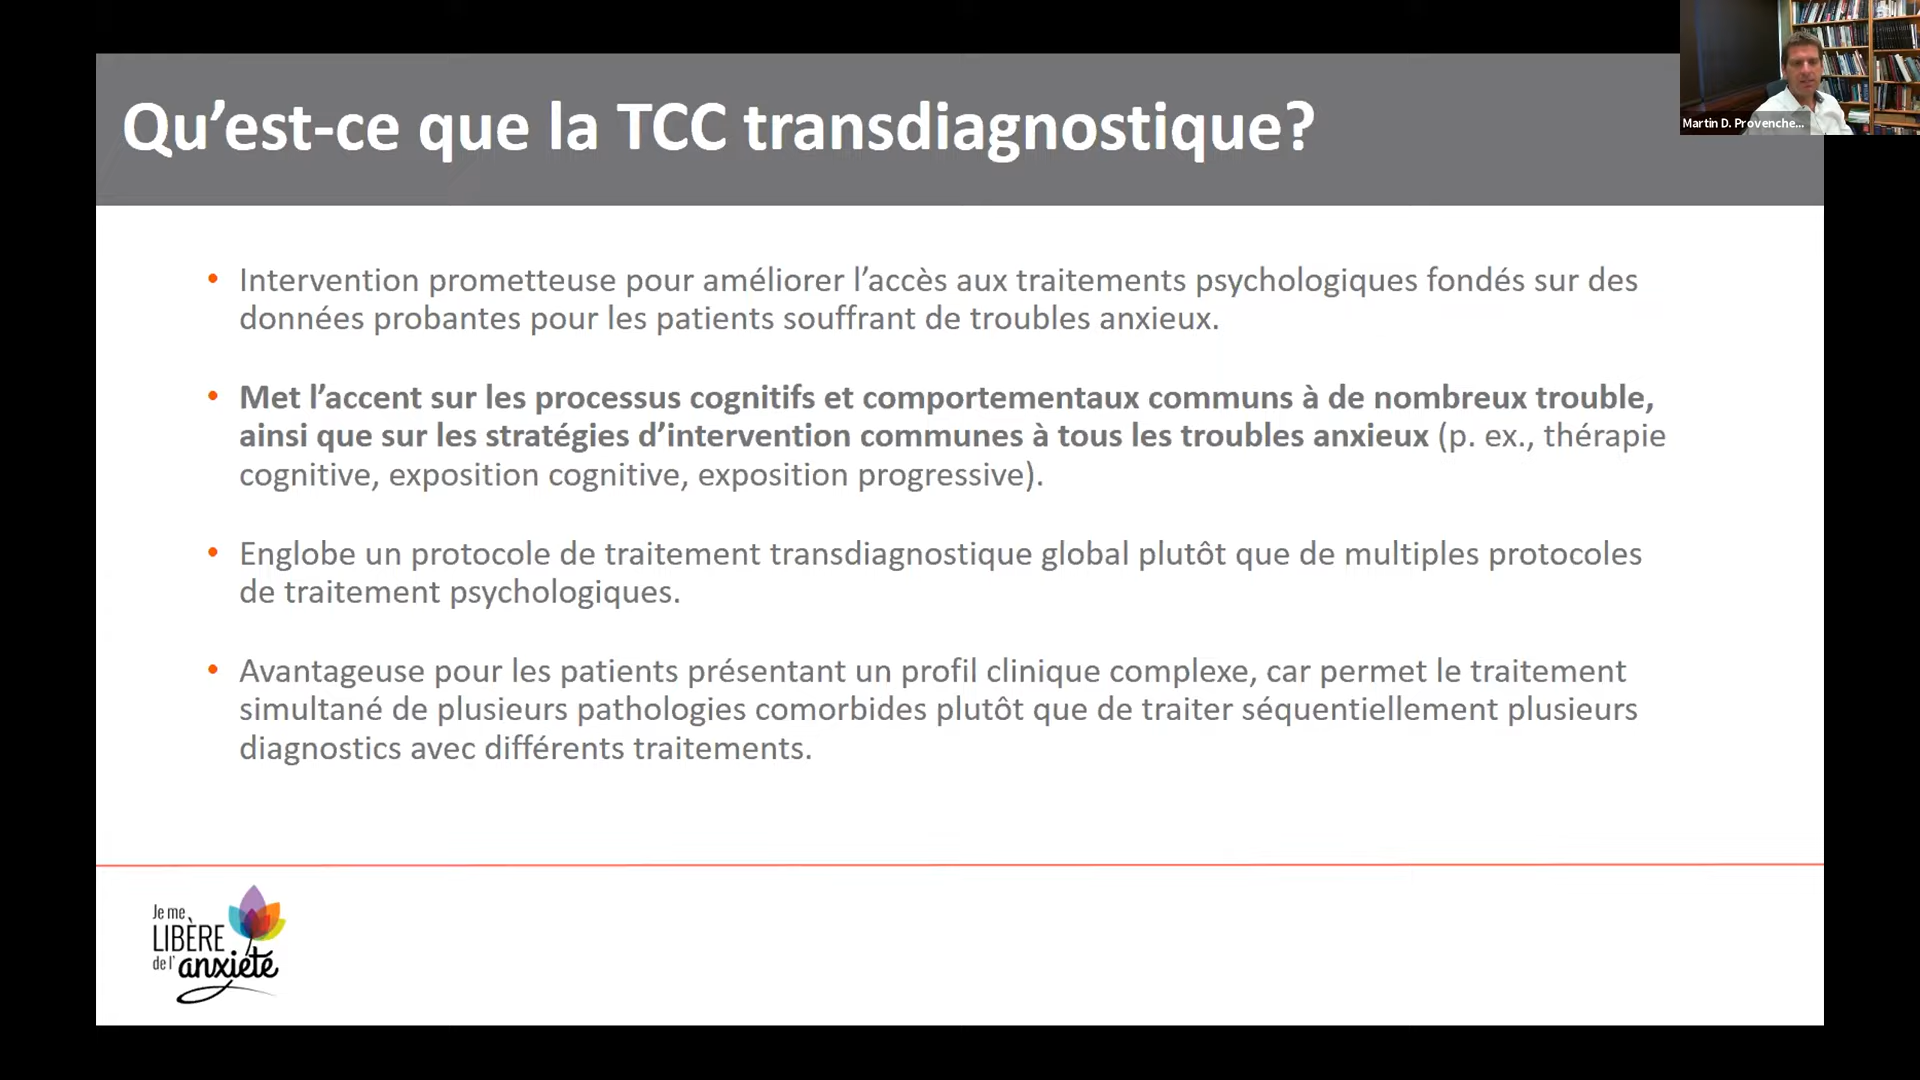 Qu’est-ce que la TCC transdiagnostique?
Martin D. Provenche...
• Intervention prometteuse pour améliorer l’accès aux traitements psychologiques fondés sur des
données probantes pour les patients souffrant de troubles anxieux.
• Met l’accent sur les processus cognitifs et comportementaux communs à de nombreux trouble,
ainsi que sur les stratégies d’intervention communes à tous les troubles anxieux (p. ex., thérapie
cognitive, exposition cognitive, exposition progressive).
• Englobe un protocole de traitement transdiagnostique global plutôt que de multiples protocoles
de traitement psychologiques.
• Avantageuse pour les patients présentant un profil clinique complexe, car permet le traitement
simultané de plusieurs pathologies comorbides plutôt que de traiter séquentiellement plusieurs
diagnostics avec différents traitements.
Je me
LIBÈRE
de l’anxiété